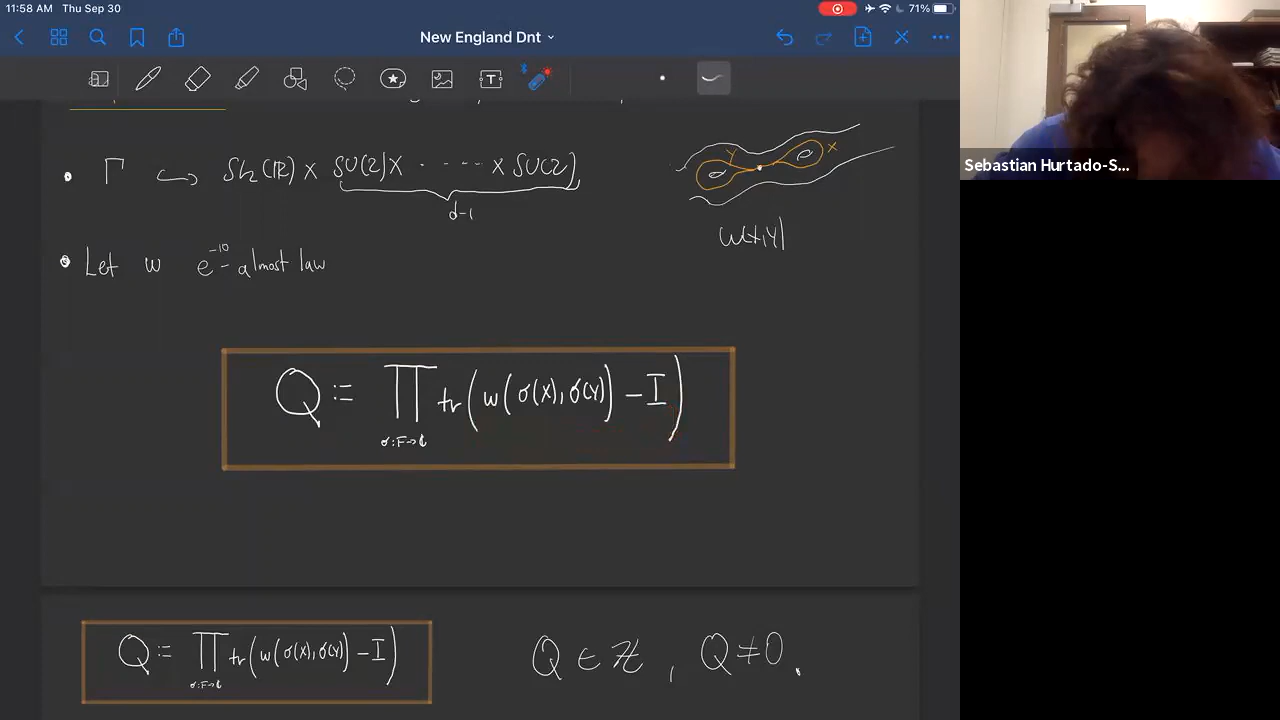 11:58 AM Thu Sep 30
71%
New England Dnt
Sebastian Hurtado-S...
Γ ↪ SL₂(ℝ) × SU(2) × ····· × SU(2)
d-1
Y X
w(x,y)
Let w e⁻¹⁰-almost law
Q := ∏ tr(w(σ(X),σ(Y)) - I)
σ:F→ℂ
Q := ∏ tr(w(σ(X),σ(Y)) - I) Q ∈ ℤ, Q ≠ 0.
σ:F→ℂ